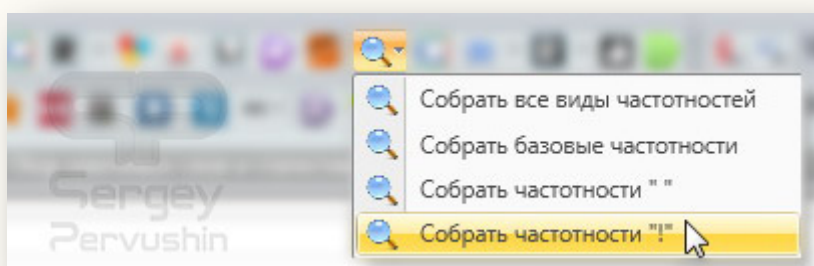 Собрать все виды частотностей
Собрать базовые частотности
Собрать частотности " "
Собрать частотности "!"
Sergey
Pervushin